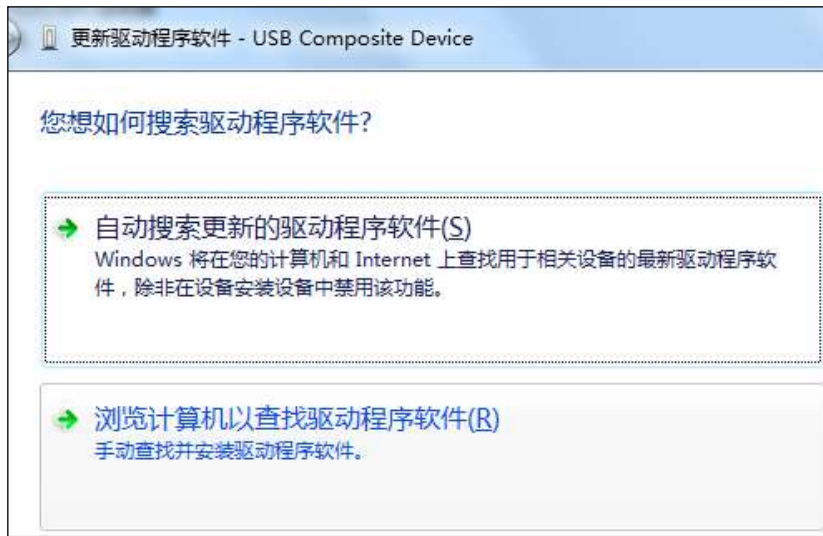 更新驱动程序软件 - USB Composite Device
您想如何搜索驱动程序软件?
自动搜索更新的驱动程序软件(S)
Windows 将在您的计算机和 Internet 上查找用于相关设备的最新驱动程序软
件，除非在设备安装设备中禁用该功能。
浏览计算机以查找驱动程序软件(R)
手动查找并安装驱动程序软件。